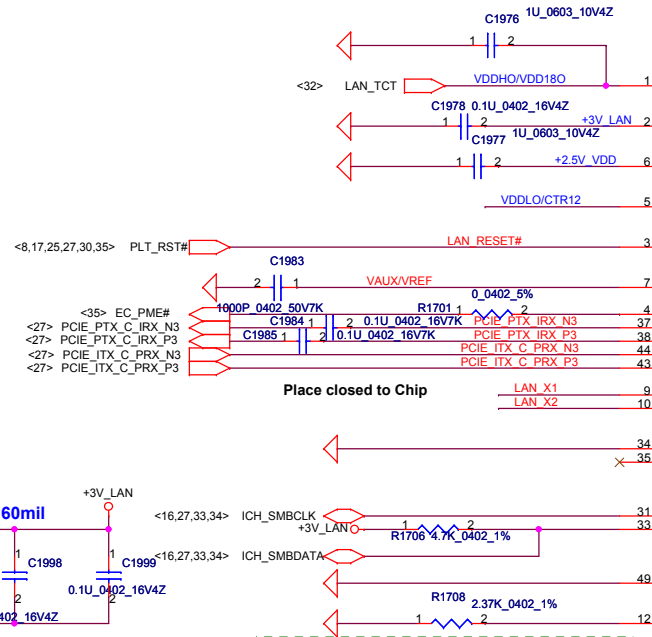 C1976 1U_0603_10V4Z
1 2
<32> LAN_TCT VDDHO/VDD18O 1
C1978 0.1U_0402_16V4Z
1 2 +3V_LAN 2
C1977 1U_0603_10V4Z
1 2 +2.5V_VDD 6
VDDLO/CTR12 5
<8,17,25,27,30,35> PLT_RST# LAN_RESET# 3
C1983
2 1 VAUX/VREF 7
1000P_0402_50V7K 0_0402_5%
<35> EC_PME# R1701 1 2 4
<27> PCIE_PTX_C_IRX_N3 C1984 1 2 0.1U_0402_16V7K PCIE_PTX_IRX_N3 37
<27> PCIE_PTX_C_IRX_P3 C1985 1 2 0.1U_0402_16V7K PCIE_PTX_IRX_P3 38
<27> PCIE_ITX_C_PRX_N3 PCIE_ITX_C_PRX_N3 44
<27> PCIE_ITX_C_PRX_P3 PCIE_ITX_C_PRX_P3 43
Place closed to Chip
LAN_X1 9
LAN_X2 10
34
35
+3V_LAN
60mil
<16,27,33,34> ICH_SMBCLK 31
+3V_LAN 1 2 33
R1706 4.7K_0402_1%
<16,27,33,34> ICH_SMBDATA
1 C1998 1 C1999
2 0.1U_0402_16V4Z 2
402_16V4Z
49
R1708 2.37K_0402_1%
1 2 12